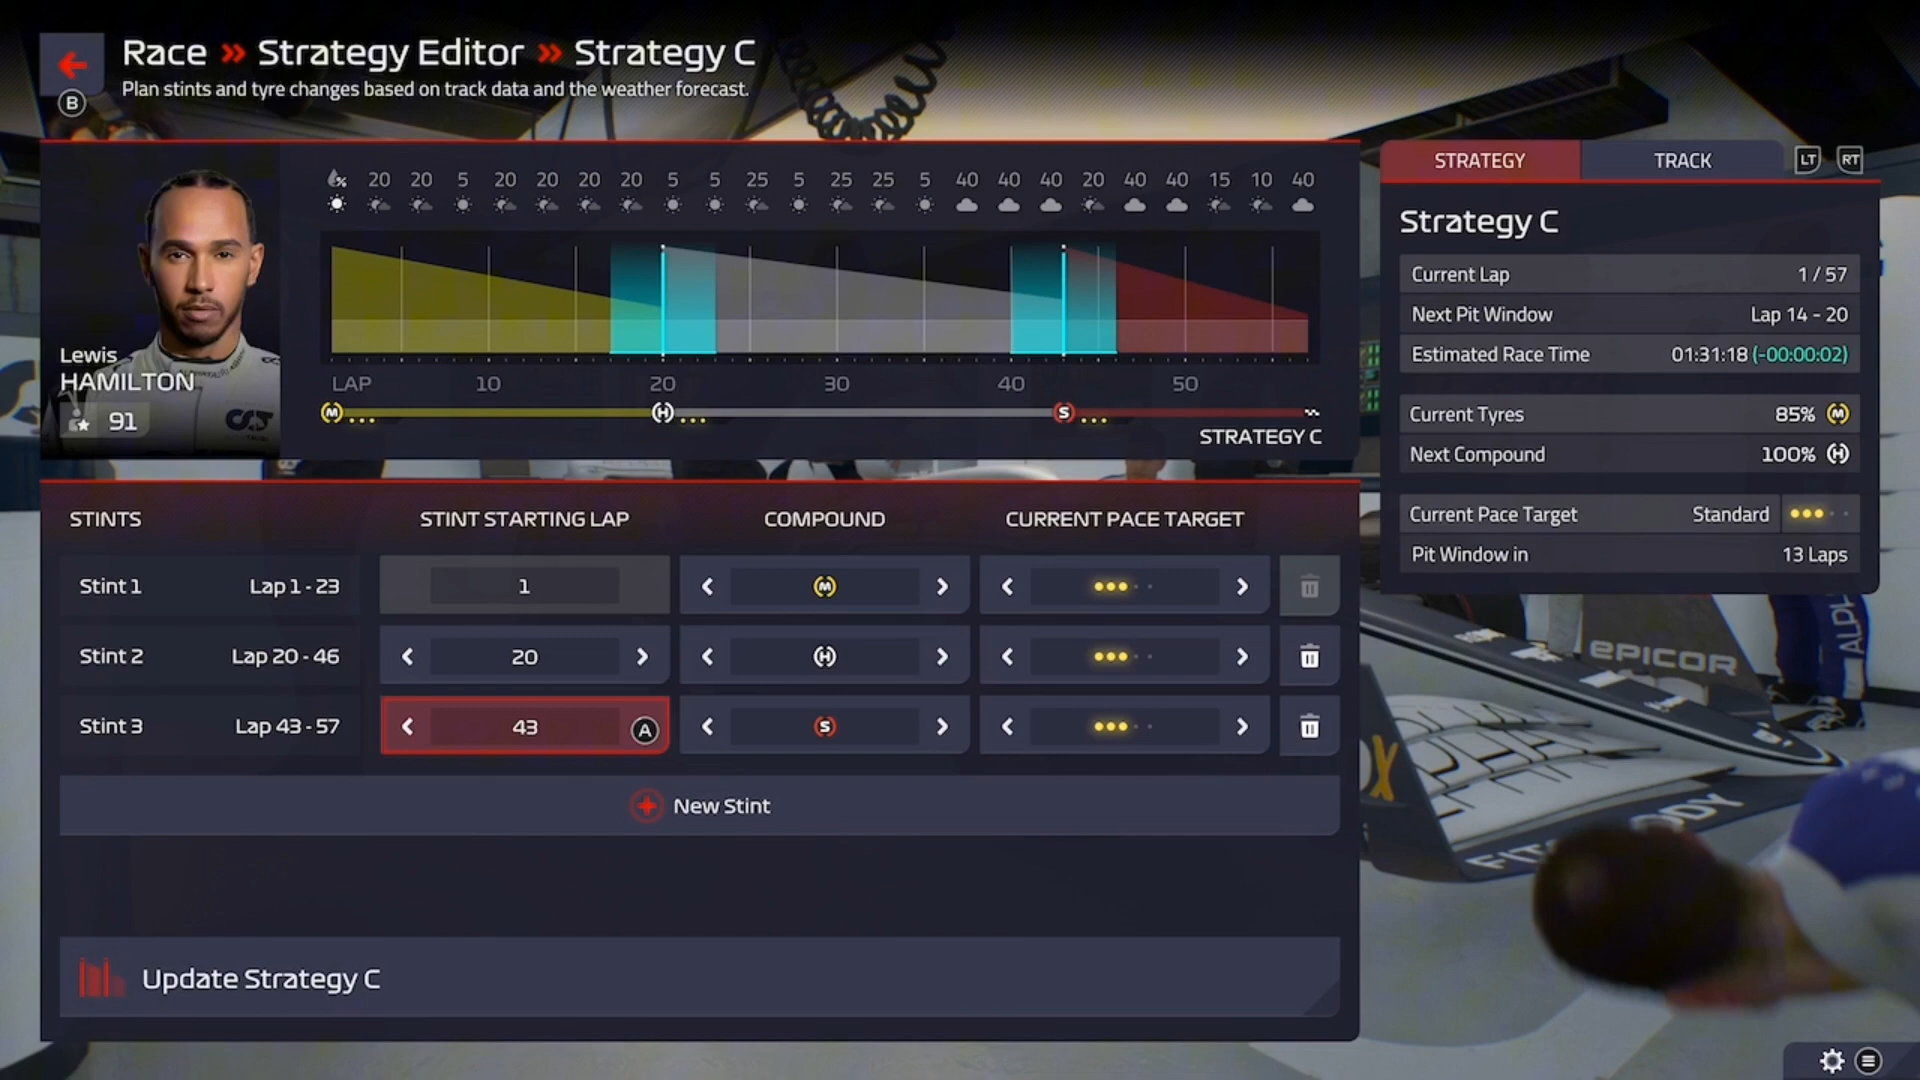 Race » Strategy Editor » Strategy C
Plan stints and tyre changes based on track data and the weather forecast.
B
% 20 20 5 20 20 20 20 5 5 25 5 25 25 5 40 40 40 20 40 40 15 10 40
Lewis
HAMILTON
91
LAP 10 20 30 40 50
M H S
STRATEGY C
STRATEGY TRACK LT RT
Strategy C
Current Lap 1 / 57
Next Pit Window Lap 14 - 20
Estimated Race Time 01:31:18 (-00:00:02)
Current Tyres 85% M
Next Compound 100% H
Current Pace Target Standard
Pit Window in 13 Laps
STINTS STINT STARTING LAP COMPOUND CURRENT PACE TARGET
Stint 1 Lap 1 - 23 1 M
Stint 2 Lap 20 - 46 20 H
Stint 3 Lap 43 - 57 43 A S
New Stint
Update Strategy C
EPICOR
ALPH